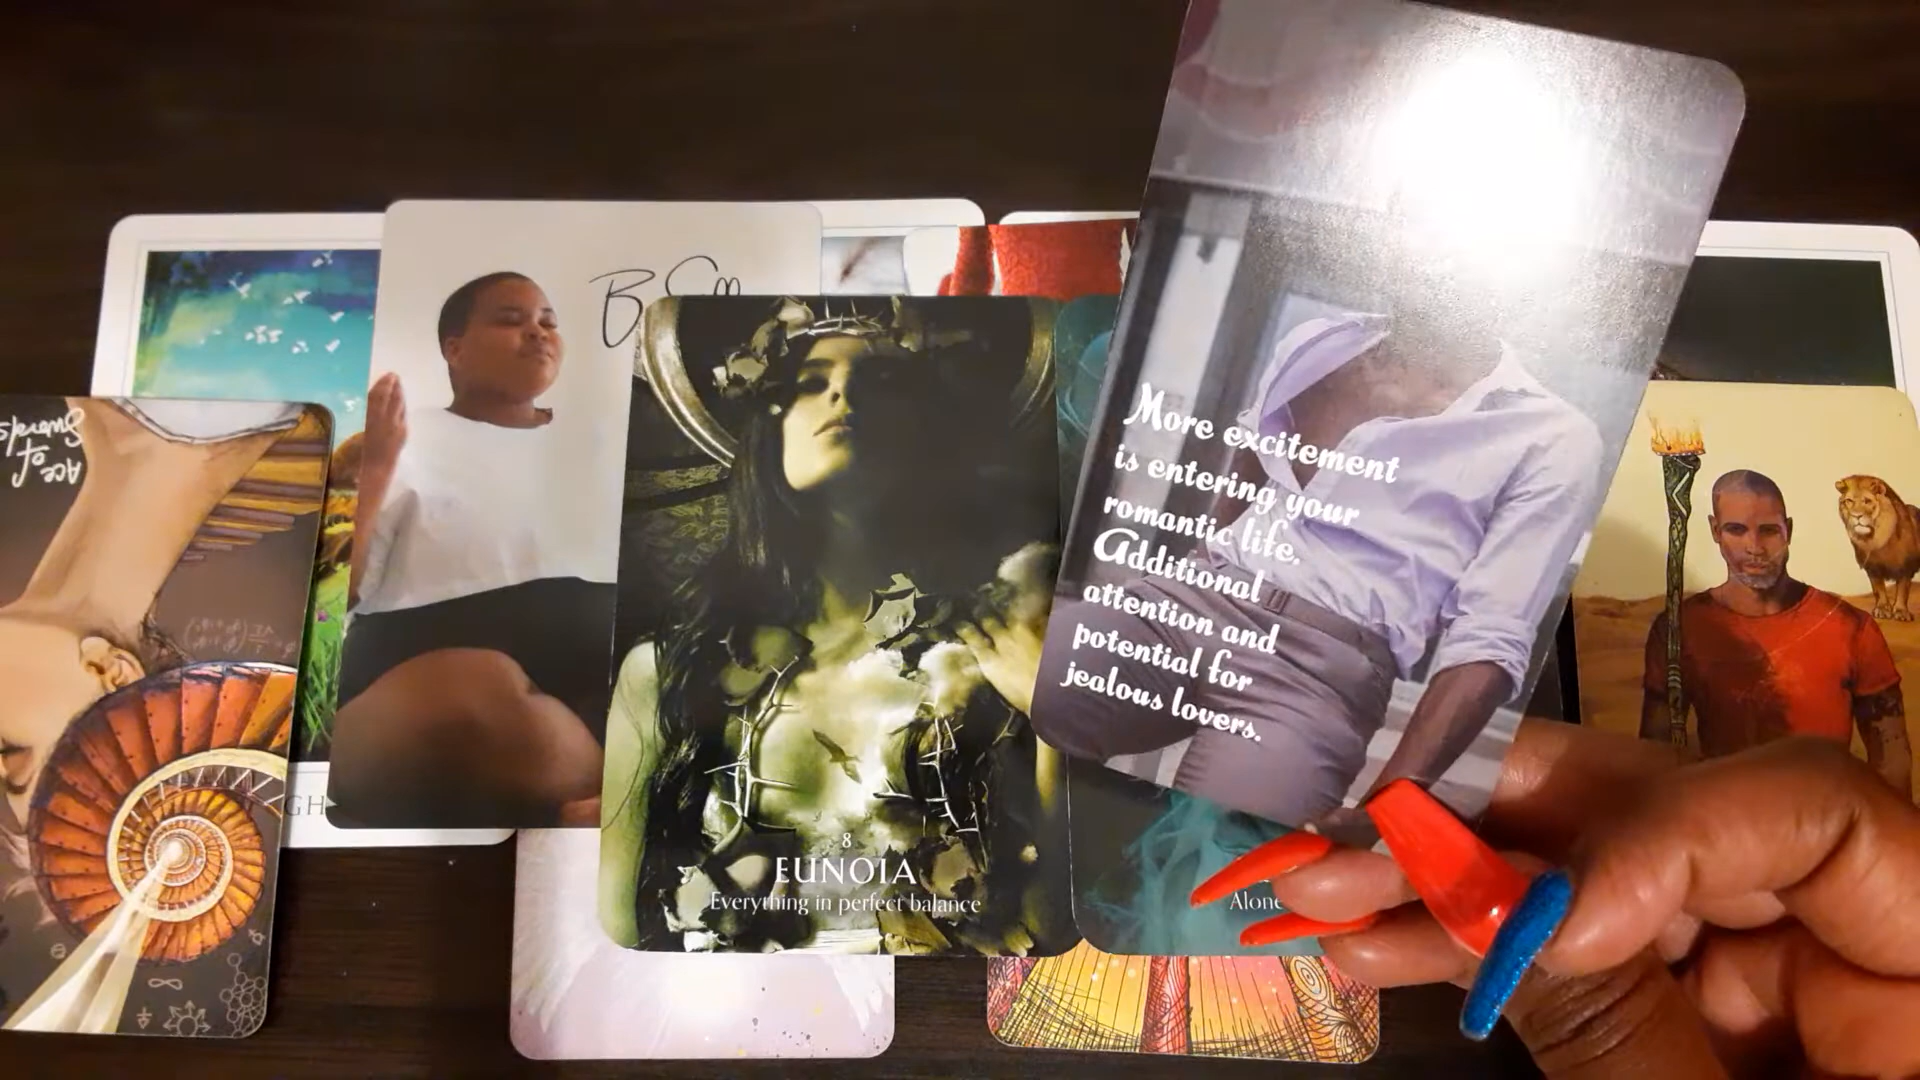 Ace
of
Swords
GH
8
EUNOIA
Everything in perfect balance
More excitement
is entering your
romantic life.
Additional
attention and
potential for
jealous lovers.
Alone